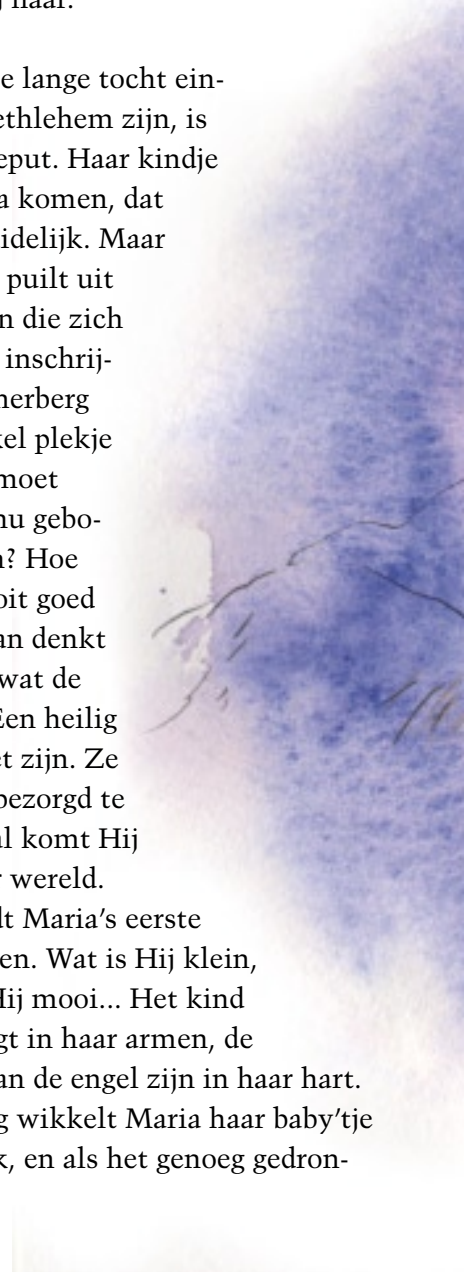 haar.
e lange tocht ein-
ethlehem zijn, is
eput. Haar kindje
a komen, dat
idelijk. Maar
puilt uit
n die zich
inschrij-
herberg
kel plekje
moet
nu gebo-
n? Hoe
oit goed
an denkt
wat de
Een heilig
et zijn. Ze
bezorgd te
al komt Hij
r wereld.
dt Maria's eerste
en. Wat is Hij klein,
Hij mooi... Het kind
gt in haar armen, de
an de engel zijn in haar hart.
g wikkelt Maria haar baby'tje
k, en als het genoeg gedron-